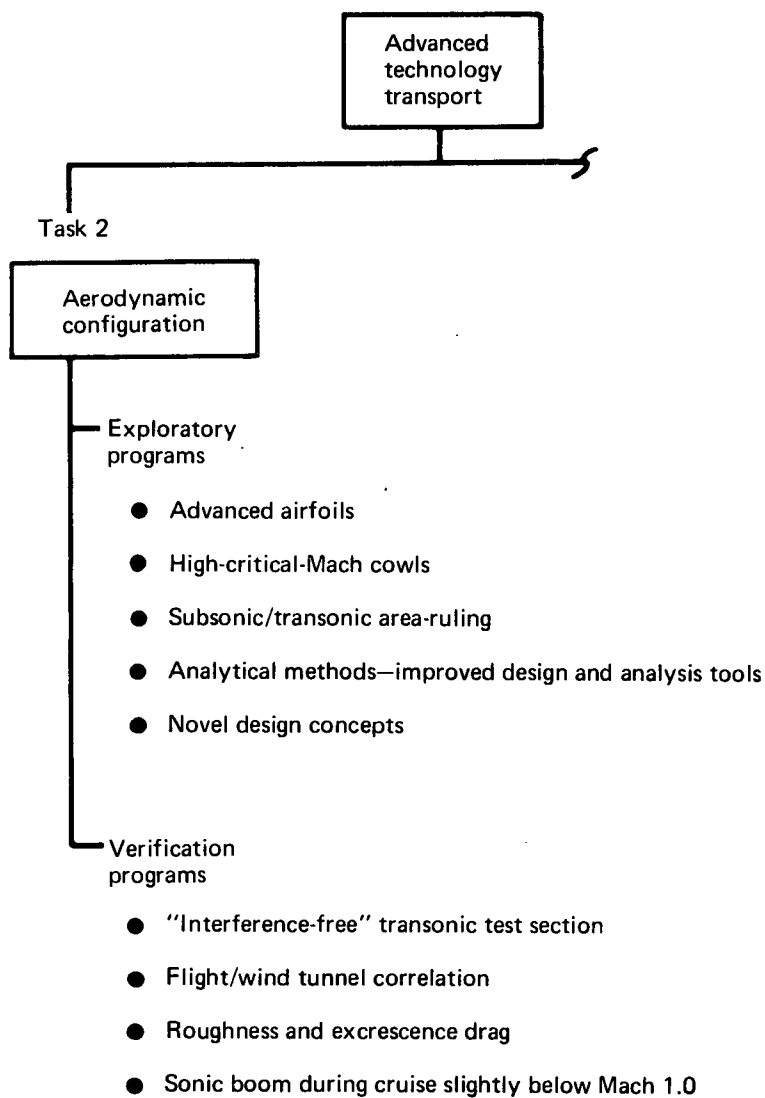 Advanced
technology
transport
Task 2
Aerodynamic
configuration
Exploratory
programs
● Advanced airfoils
● High-critical-Mach cowls
● Subsonic/transonic area-ruling
● Analytical methods—improved design and analysis tools
● Novel design concepts
Verification
programs
● "Interference-free" transonic test section
● Flight/wind tunnel correlation
● Roughness and excrescence drag
● Sonic boom during cruise slightly below Mach 1.0